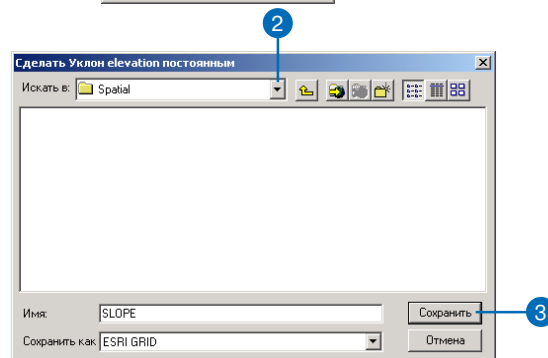 2
Сделать Уклон elevation постоянным
Искать в: Spatial
Имя: SLOPE Сохранить 3
Сохранить как ESRI GRID Отмена